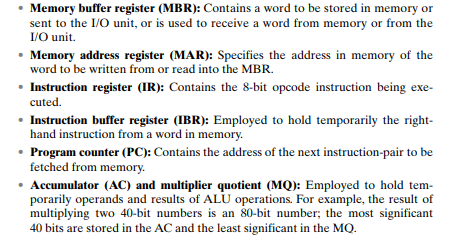 • Memory buffer register (MBR): Contains a word to be stored in memory or
sent to the I/O unit, or is used to receive a word from memory or from the
I/O unit.
• Memory address register (MAR): Specifies the address in memory of the
word to be written from or read into the MBR.
• Instruction register (IR): Contains the 8-bit opcode instruction being exe-
cuted.
• Instruction buffer register (IBR): Employed to hold temporarily the right-
hand instruction from a word in memory.
• Program counter (PC): Contains the address of the next instruction-pair to be
fetched from memory.
• Accumulator (AC) and multiplier quotient (MQ): Employed to hold tem-
porarily operands and results of ALU operations. For example, the result of
multiplying two 40-bit numbers is an 80-bit number; the most significant
40 bits are stored in the AC and the least significant in the MQ.